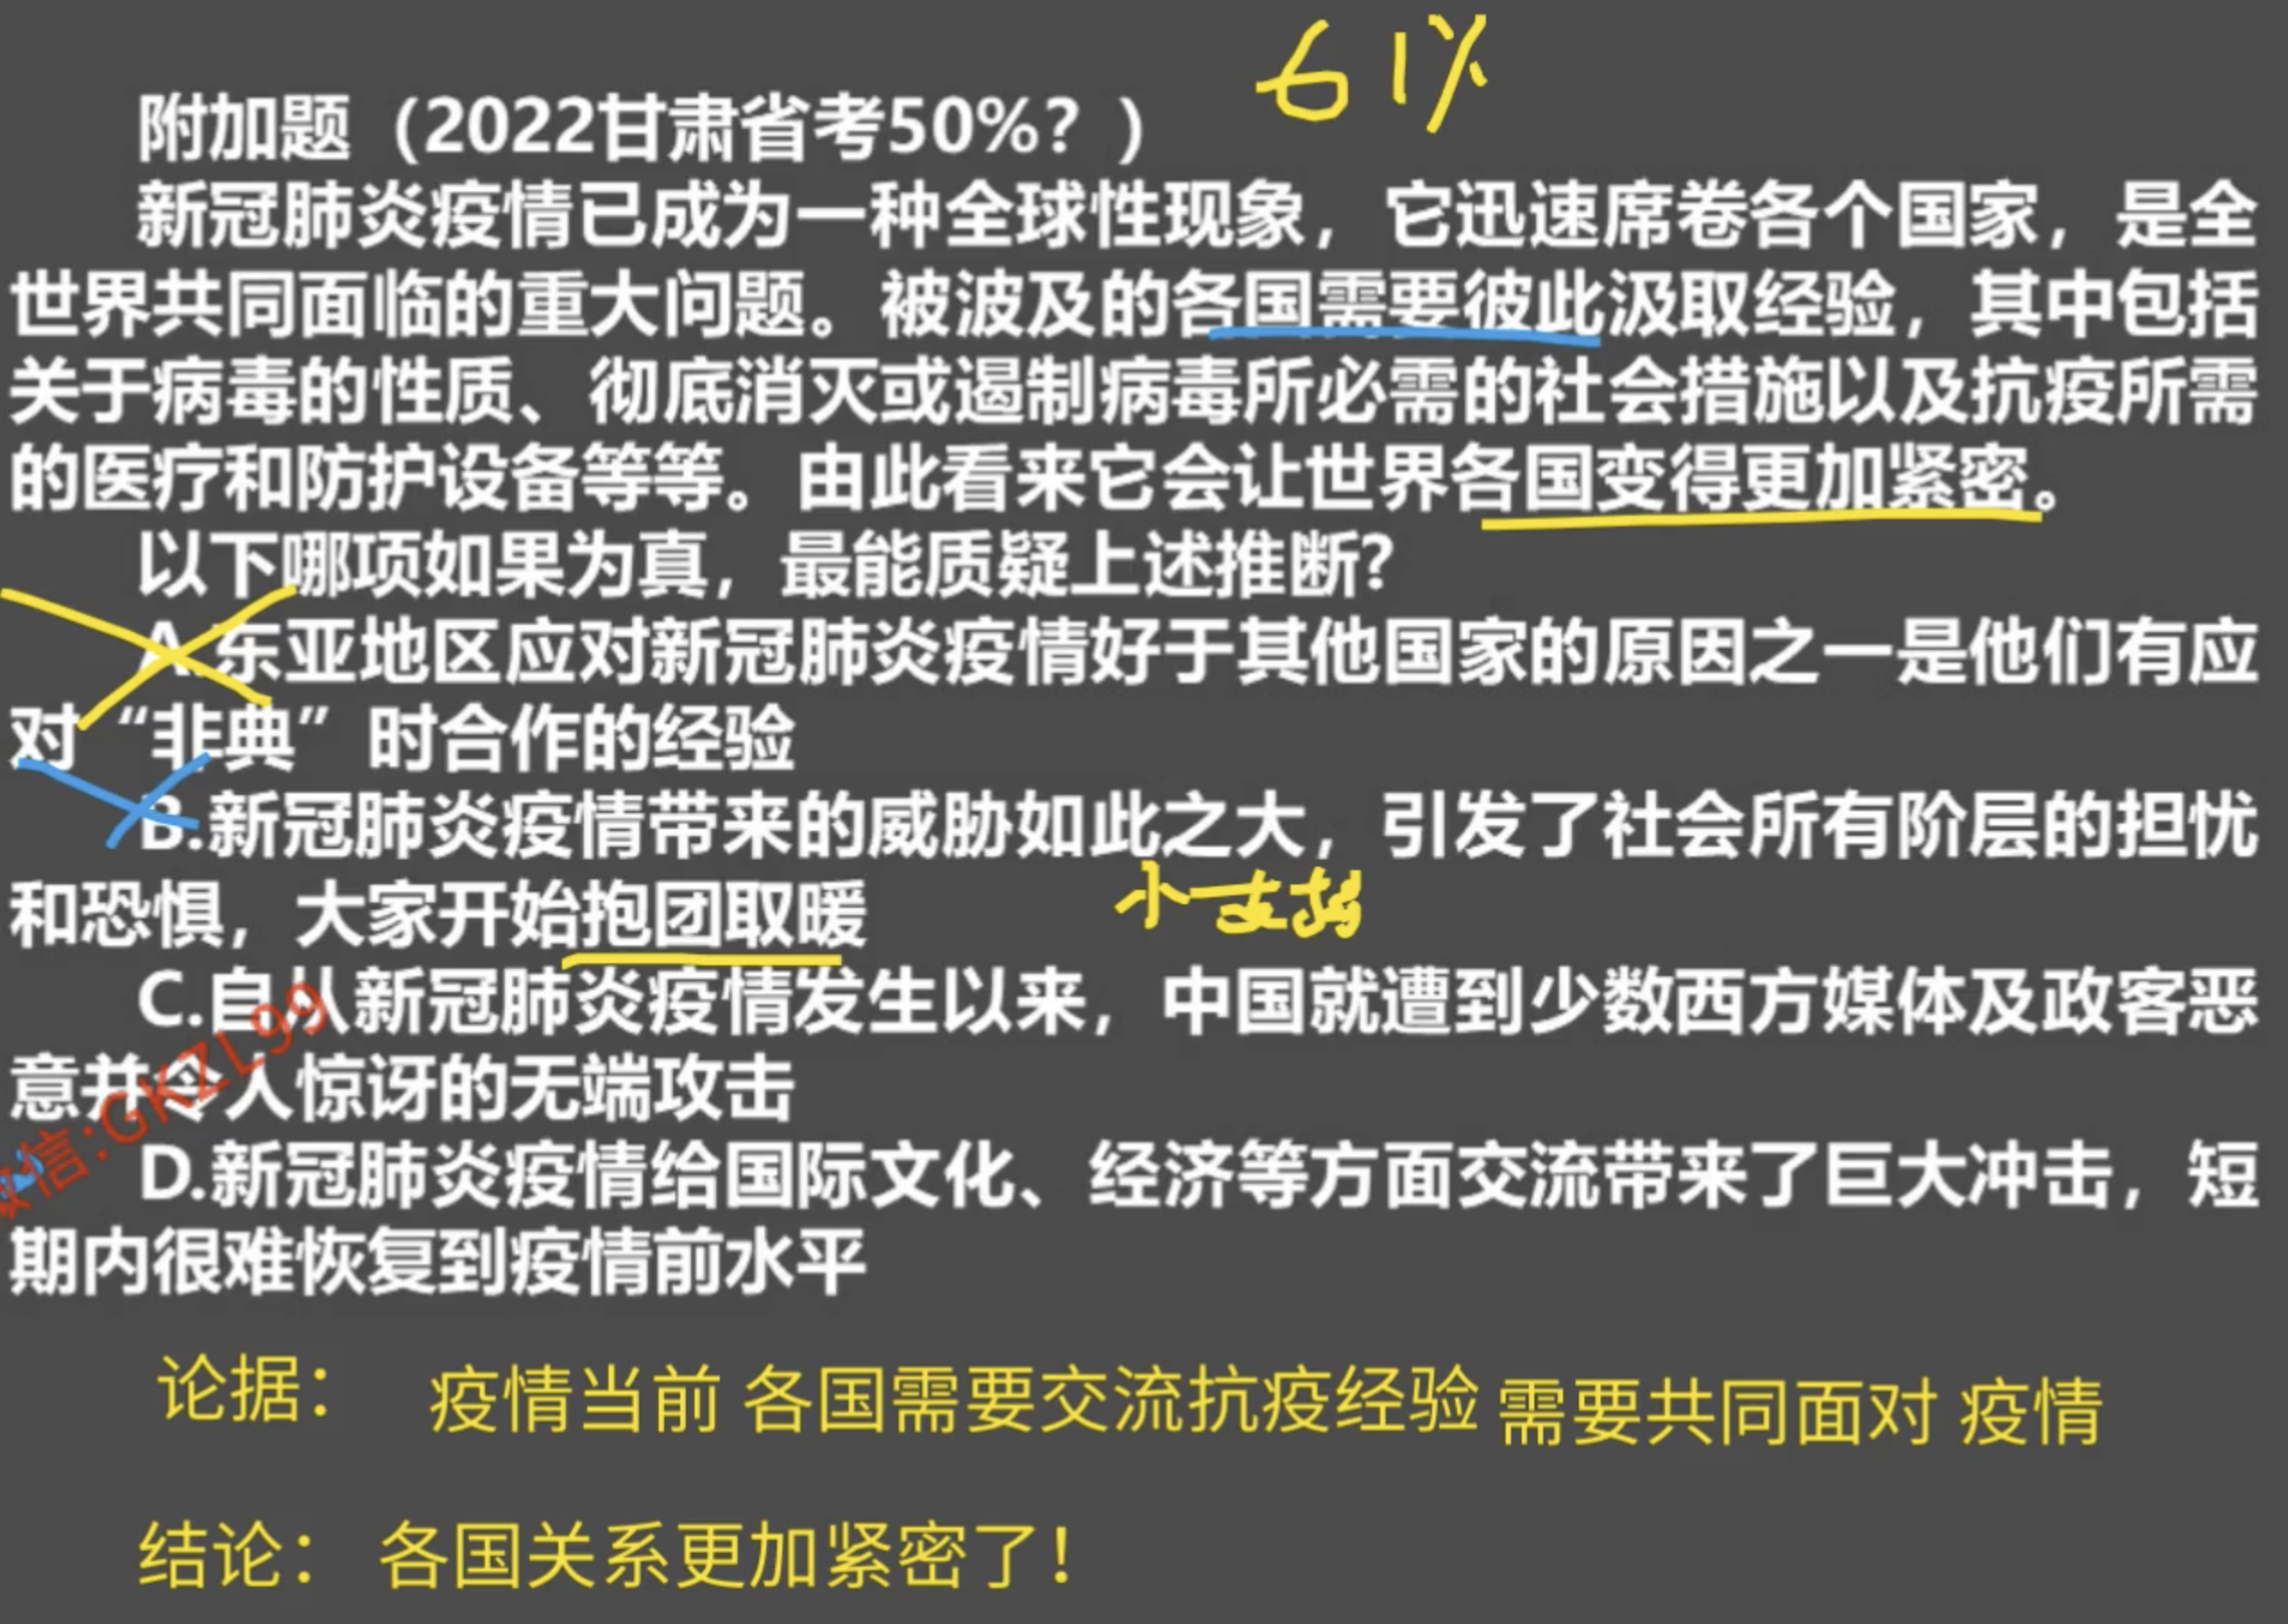 61%
附加题（2022甘肃省考50%？）
新冠肺炎疫情已成为一种全球性现象，它迅速席卷各个国家，是全
世界共同面临的重大问题。被波及的各国需要彼此汲取经验，其中包括
关于病毒的性质、彻底消灭或遏制病毒所必需的社会措施以及抗疫所需
的医疗和防护设备等等。由此看来它会让世界各国变得更加紧密。
以下哪项如果为真，最能质疑上述推断？
A.东亚地区应对新冠肺炎疫情好于其他国家的原因之一是他们有应
对“非典”时合作的经验
B.新冠肺炎疫情带来的威胁如此之大，引发了社会所有阶层的担忧
和恐惧，大家开始抱团取暖
C.自从新冠肺炎疫情发生以来，中国就遭到少数西方媒体及政客恶
意并令人惊讶的无端攻击
D.新冠肺炎疫情给国际文化、经济等方面交流带来了巨大冲击，短
期内很难恢复到疫情前水平
信:GKZL99
论据： 疫情当前 各国需要交流抗疫经验 需要共同面对 疫情
结论： 各国关系更加紧密了！